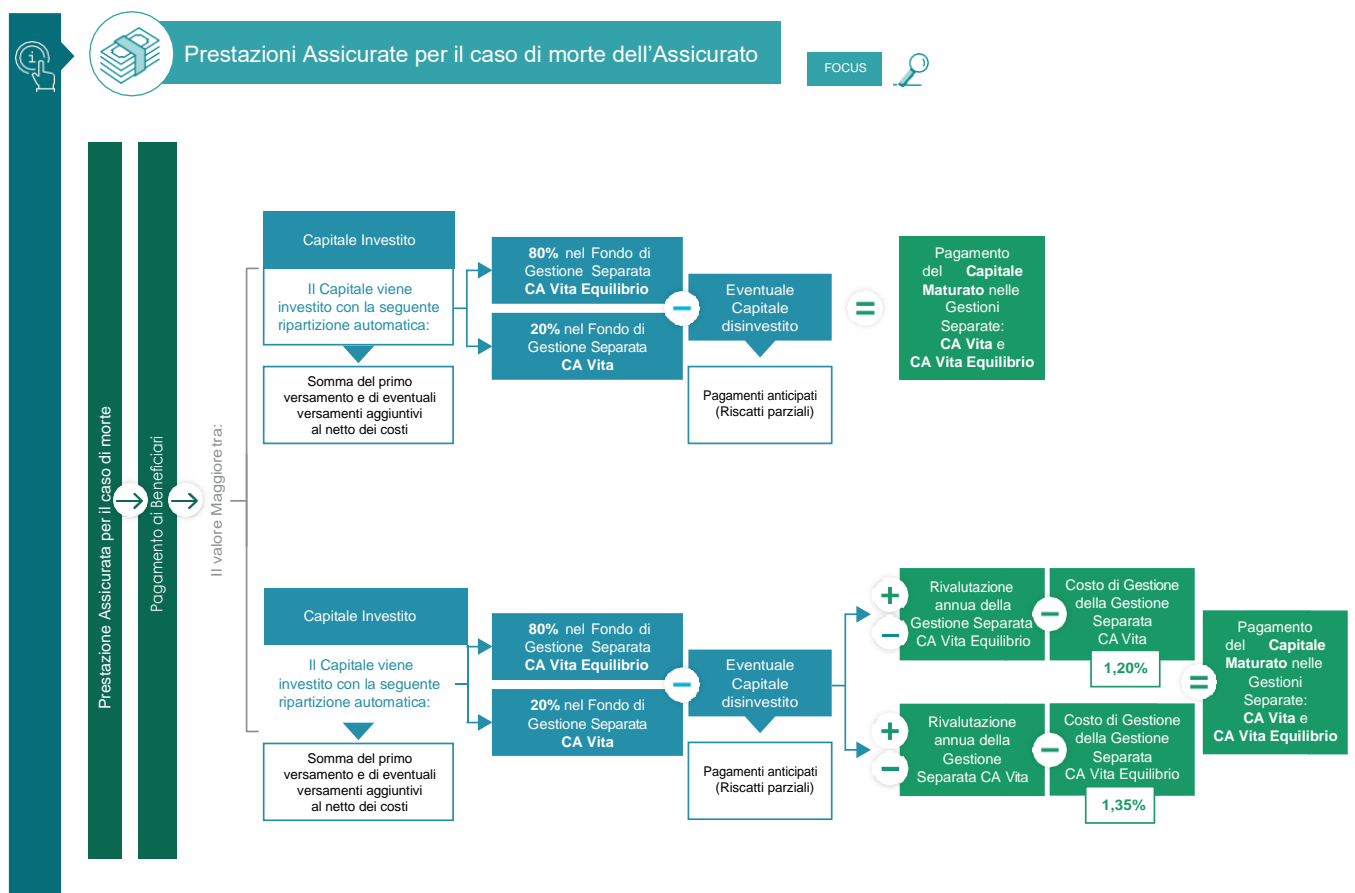 Prestazioni Assicurate per il caso di morte dell'Assicurato
FOCUS
Prestazione Assicurata per il caso di morte
Pagamento ai Beneficiari
Il valore Maggiore tra:
Capitale Investito
Il Capitale viene
investito con la seguente
ripartizione automatica:
Somma del primo
versamento e di eventuali
versamenti aggiuntivi
al netto dei costi
80% nel Fondo di
Gestione Separata
CA Vita Equilibrio
20% nel Fondo di
Gestione Separata
CA Vita
−
Eventuale
Capitale
disinvestito
Pagamenti anticipati
(Riscatti parziali)
=
Pagamento
del Capitale
Maturato nelle
Gestioni
Separate:
CA Vita e
CA Vita Equilibrio
Capitale Investito
Il Capitale viene
investito con la seguente
ripartizione automatica:
Somma del primo
versamento e di eventuali
versamenti aggiuntivi
al netto dei costi
80% nel Fondo di
Gestione Separata
CA Vita Equilibrio
20% nel Fondo di
Gestione Separata
CA Vita
−
Eventuale
Capitale
disinvestito
Pagamenti anticipati
(Riscatti parziali)
+
−
Rivalutazione
annua della
Gestione Separata
CA Vita Equilibrio
−
Costo di Gestione
della Gestione
Separata
CA Vita
1,20%
+
−
Rivalutazione
annua della
Gestione
Separata CA Vita
−
Costo di Gestione
della Gestione
Separata
CA Vita Equilibrio
1,35%
=
Pagamento
del Capitale
Maturato nelle
Gestioni
Separate:
CA Vita e
CA Vita Equilibrio